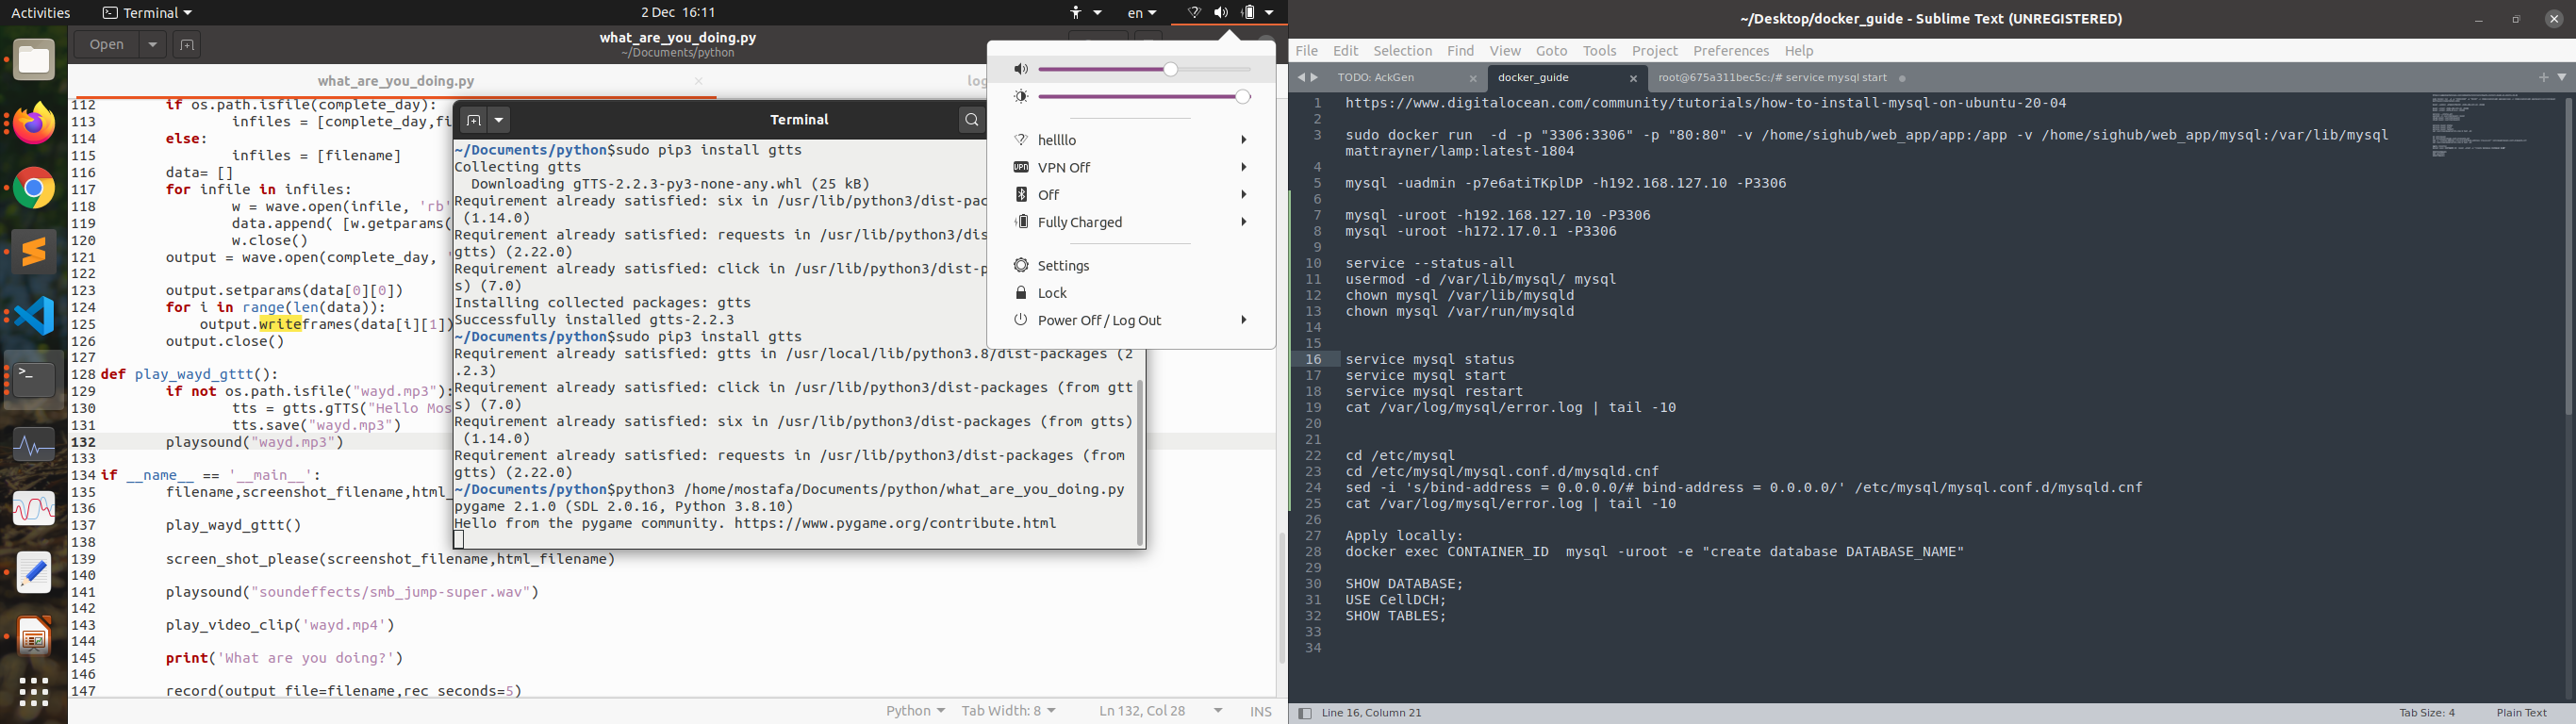 Activities
Terminal
2 Dec 16:11
en
Open
what_are_you_doing.py
~/Documents/python
what_are_you_doing.py
log
112 if os.path.isfile(complete_day):
113 infiles = [complete_day,fi
114 else:
115 infiles = [filename]
116 data= []
117 for infile in infiles:
118 w = wave.open(infile, 'rb'
119 data.append( [w.getparams(
120 w.close()
121 output = wave.open(complete_day, '
122
123 output.setparams(data[0][0])
124 for i in range(len(data)):
125 output.writeframes(data[i][1])
126 output.close()
127
128 def play_wayd_gttt():
129 if not os.path.isfile("wayd.mp3"):
130 tts = gtts.gTTS("Hello Mos
131 tts.save("wayd.mp3")
132 playsound("wayd.mp3")
133
134 if __name__ == '__main__':
135 filename,screenshot_filename,html_
136
137 play_wayd_gttt()
138
139 screen_shot_please(screenshot_filename,html_filename)
140
141 playsound("soundeffects/smb_jump-super.wav")
142
143 play_video_clip('wayd.mp4')
144
145 print('What are you doing?')
146
147 record(output_file=filename,rec_seconds=5)
Python
Tab Width: 8
Ln 132, Col 28
INS
Terminal
~/Documents/python$sudo pip3 install gtts
Collecting gtts
Downloading gTTS-2.2.3-py3-none-any.whl (25 kB)
Requirement already satisfied: six in /usr/lib/python3/dist-pac
(1.14.0)
Requirement already satisfied: requests in /usr/lib/python3/dis
gtts) (2.22.0)
Requirement already satisfied: click in /usr/lib/python3/dist-p
s) (7.0)
Installing collected packages: gtts
Successfully installed gtts-2.2.3
~/Documents/python$sudo pip3 install gtts
Requirement already satisfied: gtts in /usr/local/lib/python3.8/dist-packages (2
.2.3)
Requirement already satisfied: click in /usr/lib/python3/dist-packages (from gtt
s) (7.0)
Requirement already satisfied: six in /usr/lib/python3/dist-packages (from gtts)
(1.14.0)
Requirement already satisfied: requests in /usr/lib/python3/dist-packages (from
gtts) (2.22.0)
~/Documents/python$python3 /home/mostafa/Documents/python/what_are_you_doing.py
pygame 2.1.0 (SDL 2.0.16, Python 3.8.10)
Hello from the pygame community. https://www.pygame.org/contribute.html
hellllo
VPN Off
Off
Fully Charged
Settings
Lock
Power Off / Log Out
~/Desktop/docker_guide - Sublime Text (UNREGISTERED)
File Edit Selection Find View Goto Tools Project Preferences Help
TODO: AckGen
docker_guide
root@675a311bec5c:/# service mysql start
1 https://www.digitalocean.com/community/tutorials/how-to-install-mysql-on-ubuntu-20-04
2
3 sudo docker run -d -p "3306:3306" -p "80:80" -v /home/sighub/web_app/app:/app -v /home/sighub/web_app/mysql:/var/lib/mysql
mattrayner/lamp:latest-1804
4
5 mysql -uadmin -p7e6atiTKplDP -h192.168.127.10 -P3306
6
7 mysql -uroot -h192.168.127.10 -P3306
8 mysql -uroot -h172.17.0.1 -P3306
9
10 service --status-all
11 usermod -d /var/lib/mysql/ mysql
12 chown mysql /var/lib/mysqld
13 chown mysql /var/run/mysqld
14
15
16 service mysql status
17 service mysql start
18 service mysql restart
19 cat /var/log/mysql/error.log | tail -10
20
21
22 cd /etc/mysql
23 cd /etc/mysql/mysql.conf.d/mysqld.cnf
24 sed -i 's/bind-address = 0.0.0.0/# bind-address = 0.0.0.0/' /etc/mysql/mysql.conf.d/mysqld.cnf
25 cat /var/log/mysql/error.log | tail -10
26
27 Apply locally:
28 docker exec CONTAINER_ID mysql -uroot -e "create database DATABASE_NAME"
29
30 SHOW DATABASE;
31 USE CellDCH;
32 SHOW TABLES;
33
34
Line 16, Column 21
Tab Size: 4
Plain Text